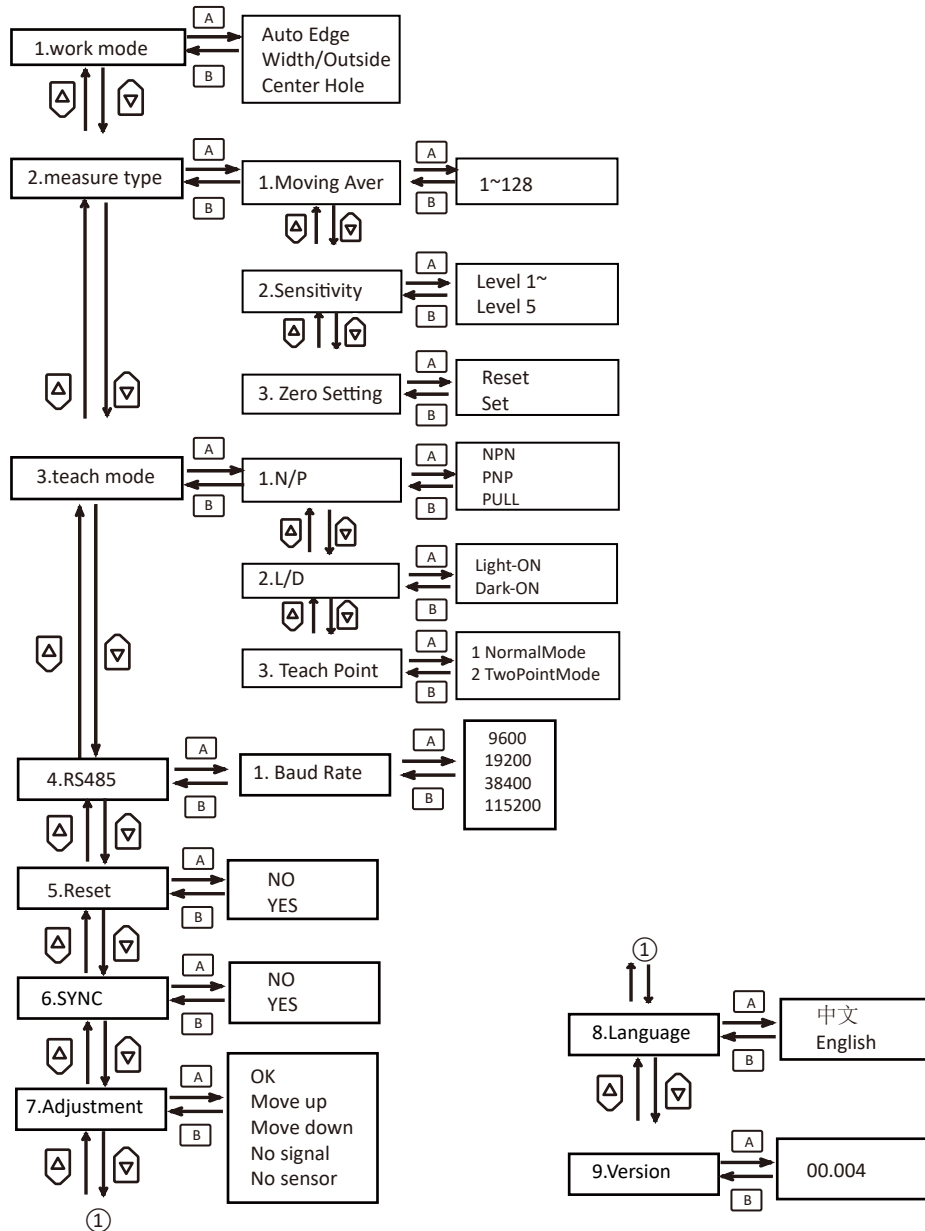 A
1.work mode
B
Auto Edge
Width/Outside
Center Hole
2.measure type
A
B
1.Moving Aver
A
B
1~128
2.Sensitivity
A
B
Level 1~
Level 5
3. Zero Setting
A
B
Reset
Set
3.teach mode
A
B
1.N/P
A
B
NPN
PNP
PULL
2.L/D
A
B
Light-ON
Dark-ON
3. Teach Point
A
B
1 NormalMode
2 TwoPointMode
4.RS485
A
B
1. Baud Rate
A
B
9600
19200
38400
115200
5.Reset
A
B
NO
YES
6.SYNC
A
B
NO
YES
7.Adjustment
A
B
OK
Move up
Move down
No signal
No sensor
①
①
8.Language
A
B
中文
English
9.Version
A
B
00.004